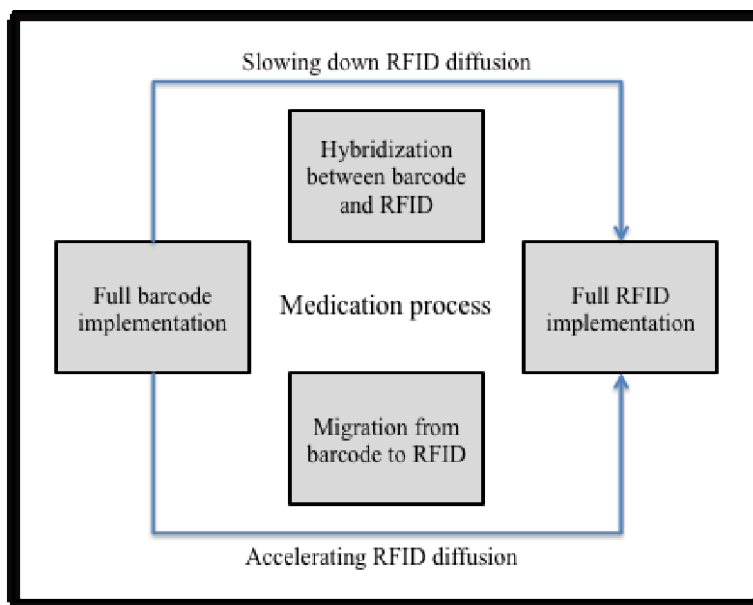 Slowing down RFID diffusion
Hybridization
between barcode
and RFID
Full barcode
implementation
Medication process
Full RFID
implementation
Migration from
barcode to RFID
Accelerating RFID diffusion